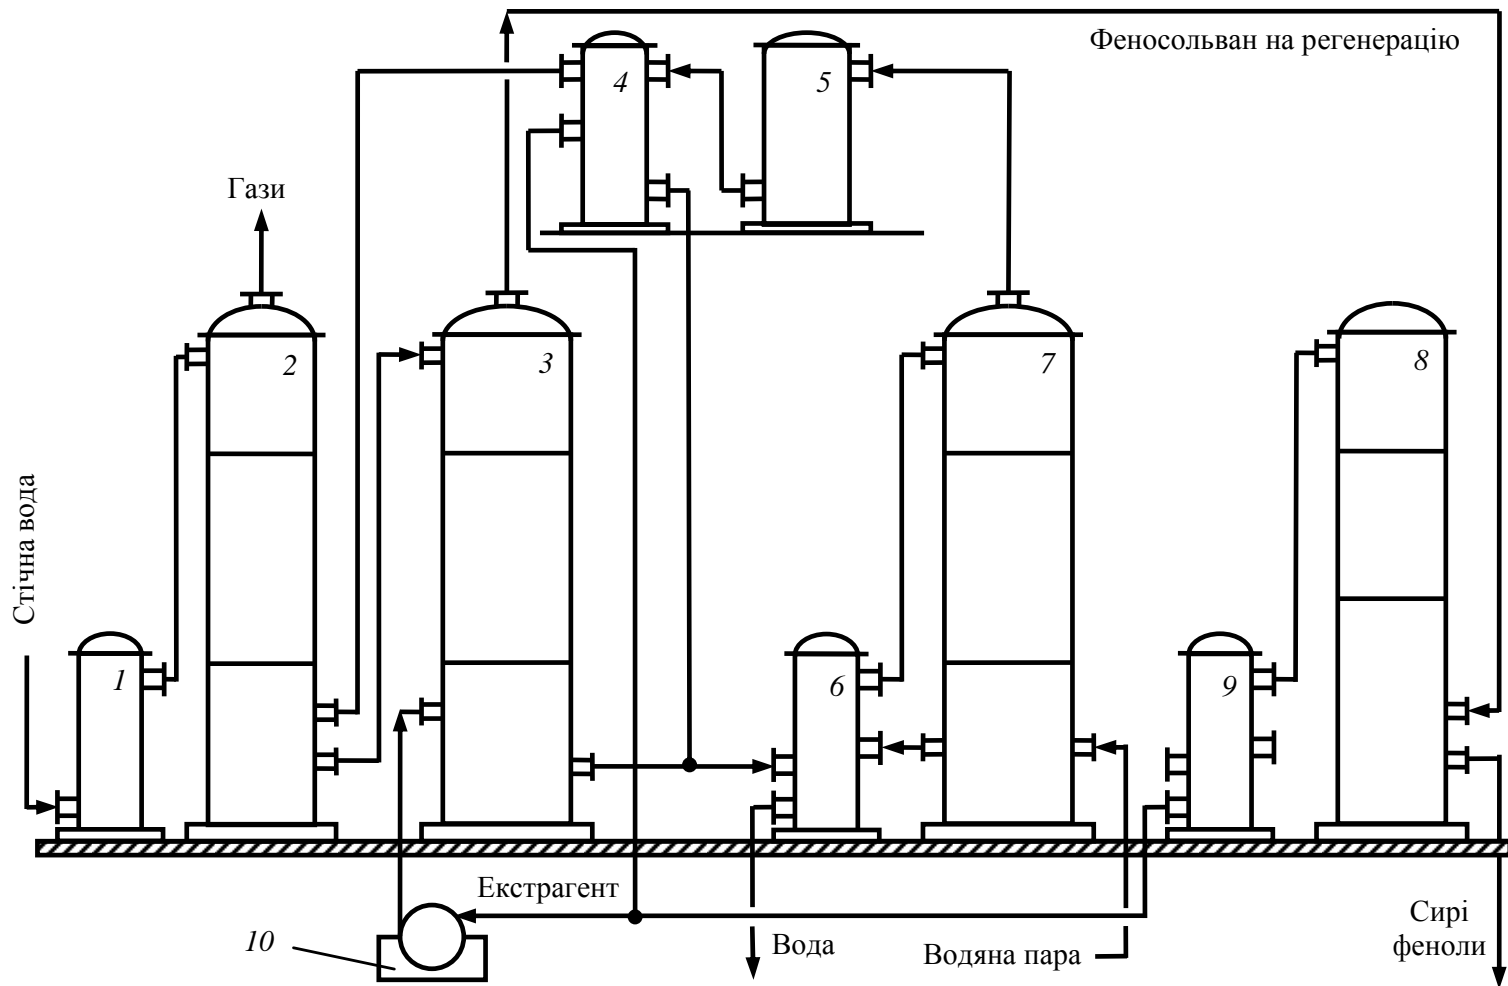 Феносольван на регенерацію
4
5
Гази
2
3
7
8
Стічна вода
1
6
9
Екстрагент
10
Вода
Водяна пара
Сирі
феноли